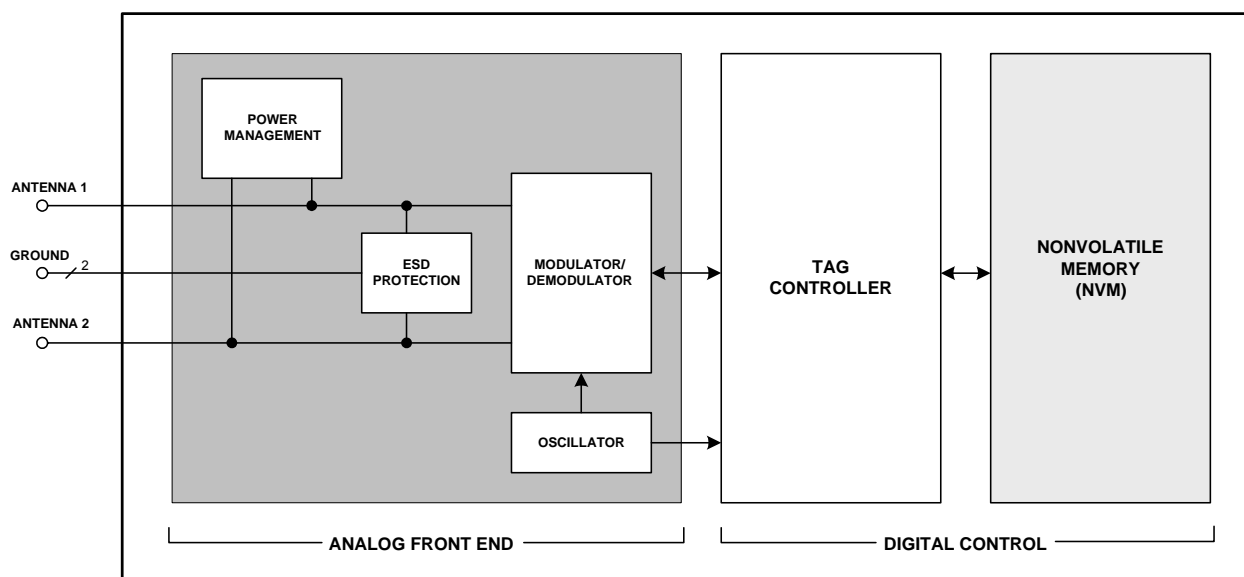 POWER
MANAGEMENT
ANTENNA 1
GROUND
2
ESD
PROTECTION
MODULATOR/
DEMODULATOR
TAG
CONTROLLER
NONVOLATILE
MEMORY
(NVM)
ANTENNA 2
OSCILLATOR
ANALOG FRONT END
DIGITAL CONTROL